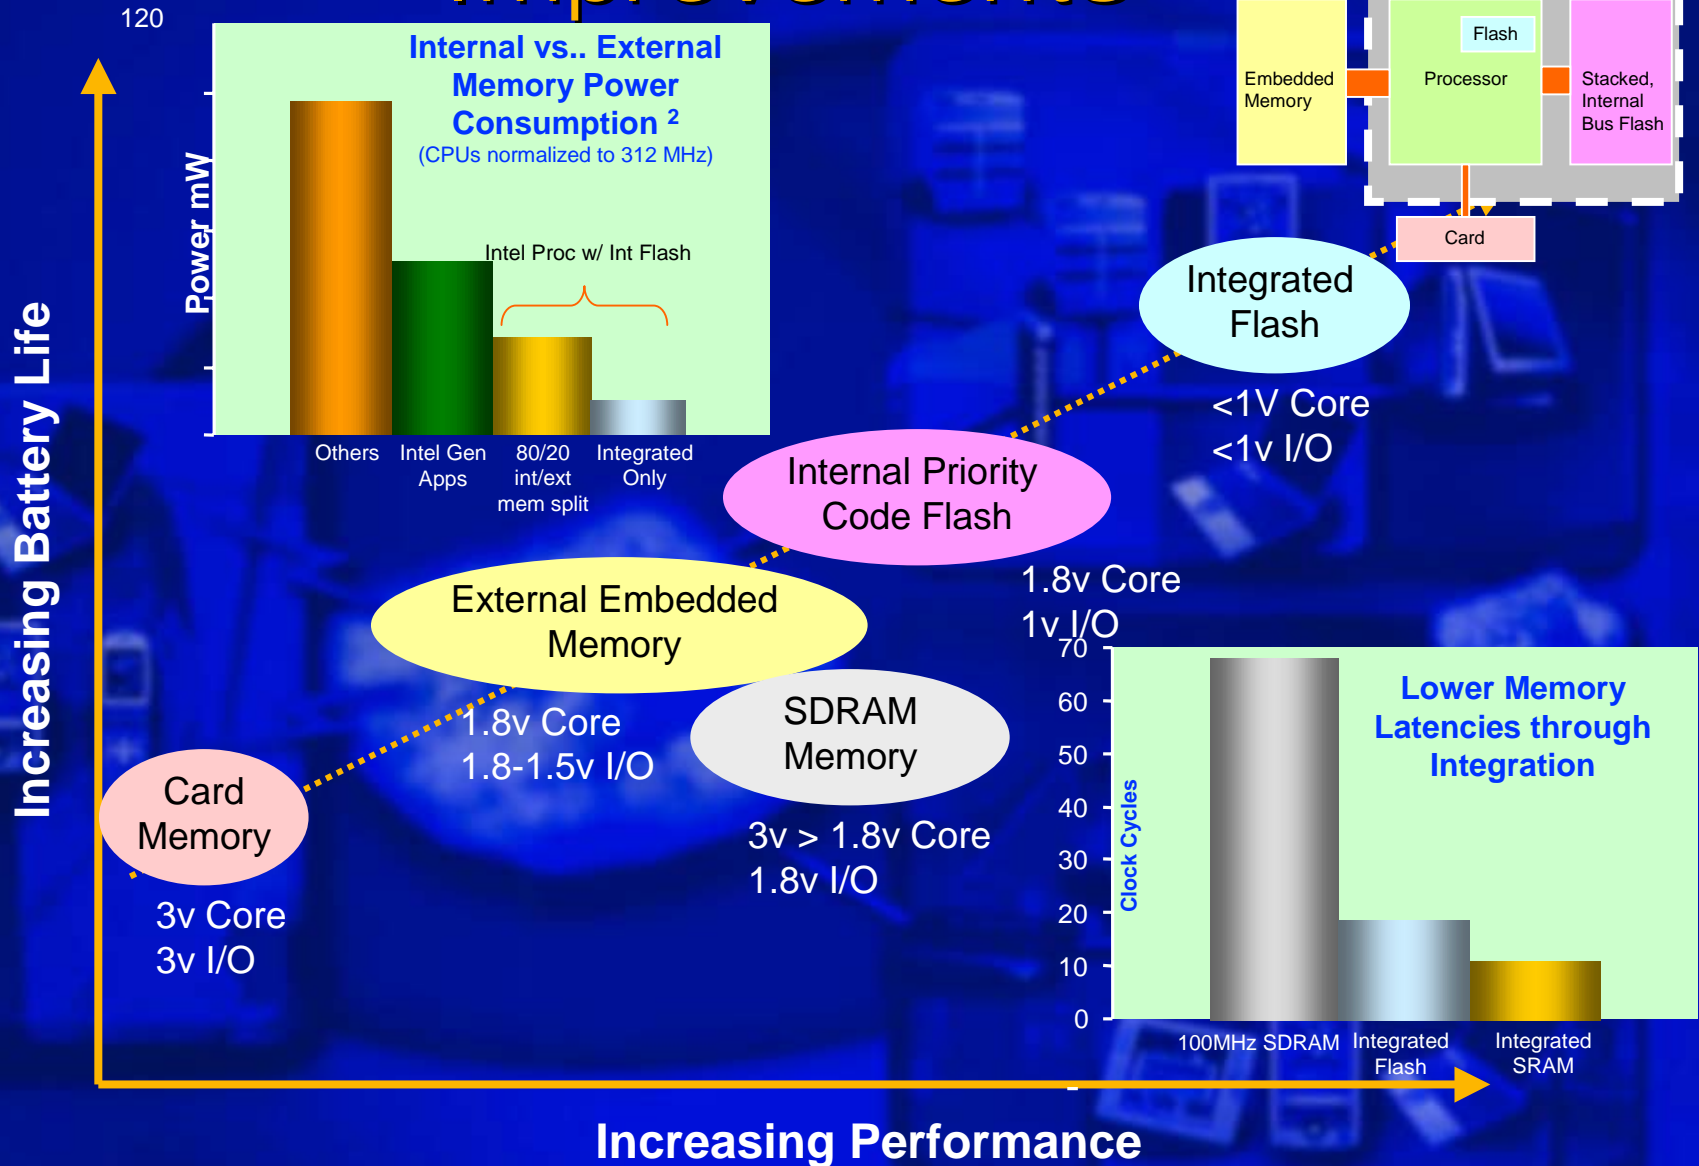 Improvements
120
Internal vs.. External
Memory Power
Consumption 2
(CPUs normalized to 312 MHz)
Power mW
Intel Proc w/ Int Flash
Others
Intel Gen
Apps
80/20
int/ext
mem split
Integrated
Only
Flash
Embedded
Memory
Processor
Stacked,
Internal
Bus Flash
Card
Increasing Battery Life
Integrated
Flash
<1V Core
<1v I/O
Internal Priority
Code Flash
1.8v Core
1v I/O
External Embedded
Memory
1.8v Core
1.8-1.5v I/O
SDRAM
Memory
3v > 1.8v Core
1.8v I/O
Card
Memory
3v Core
3v I/O
Lower Memory
Latencies through
Integration
Clock Cycles
70
60
50
40
30
20
10
0
100MHz SDRAM
Integrated
Flash
Integrated
SRAM
Increasing Performance